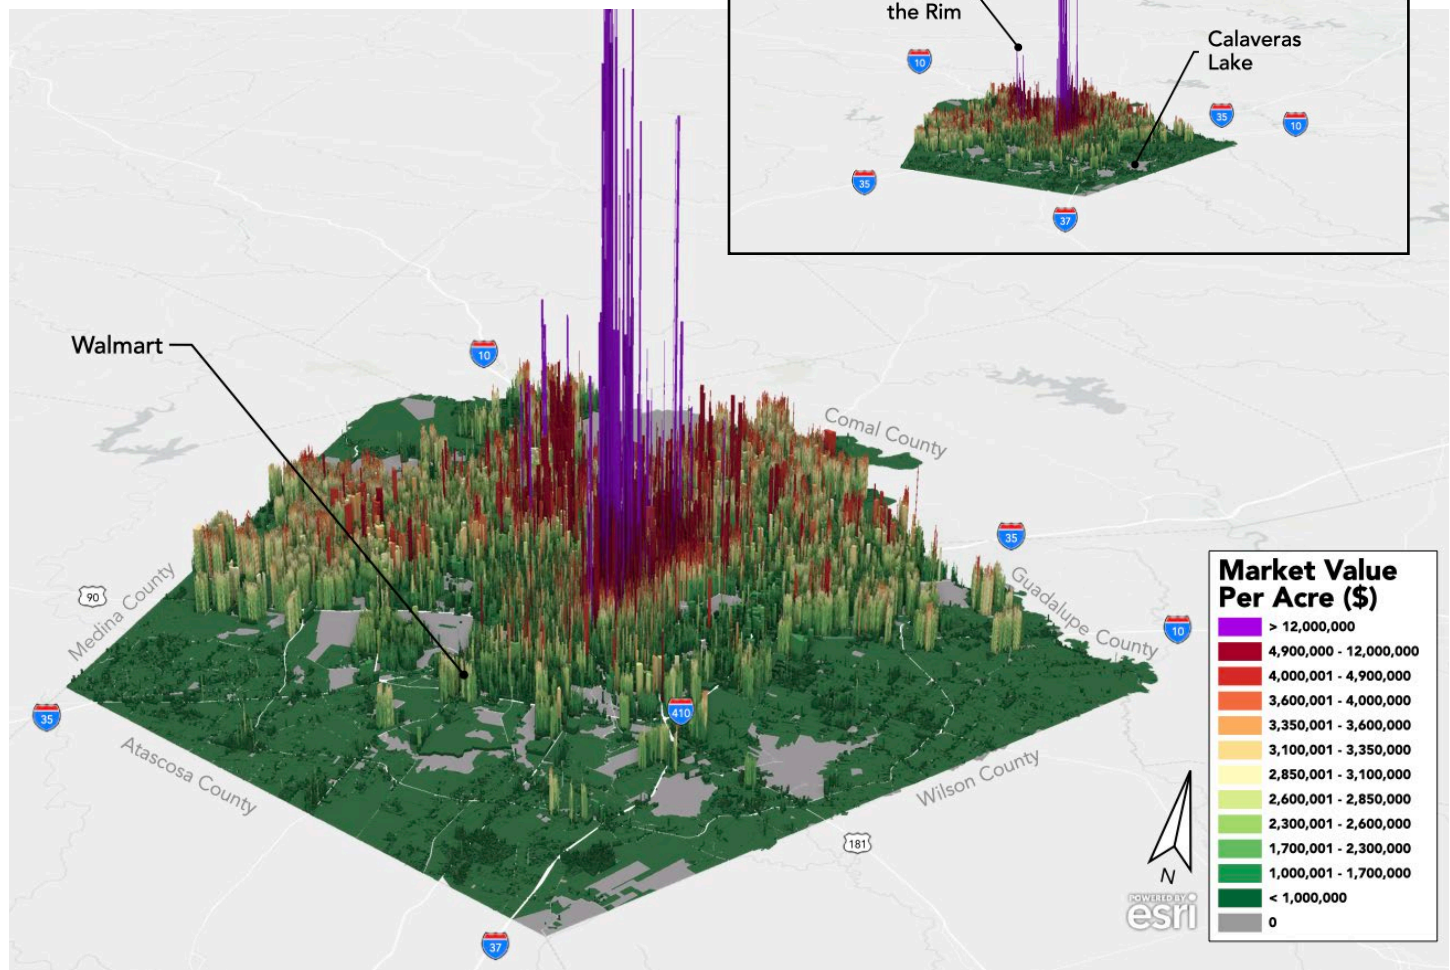 the Rim
Calaveras
Lake
10
35
10
35
37
Walmart
10
Comal County
35
Guadalupe County
10
90
Medina County
35
Atascosa County
410
Wilson County
181
37
N
POWERED BY
esri
Market Value
Per Acre ($)
> 12,000,000
4,900,000 - 12,000,000
4,000,001 - 4,900,000
3,600,001 - 4,000,000
3,350,001 - 3,600,000
3,100,001 - 3,350,000
2,850,001 - 3,100,000
2,600,001 - 2,850,000
2,300,001 - 2,600,000
1,700,001 - 2,300,000
1,000,001 - 1,700,000
< 1,000,000
0